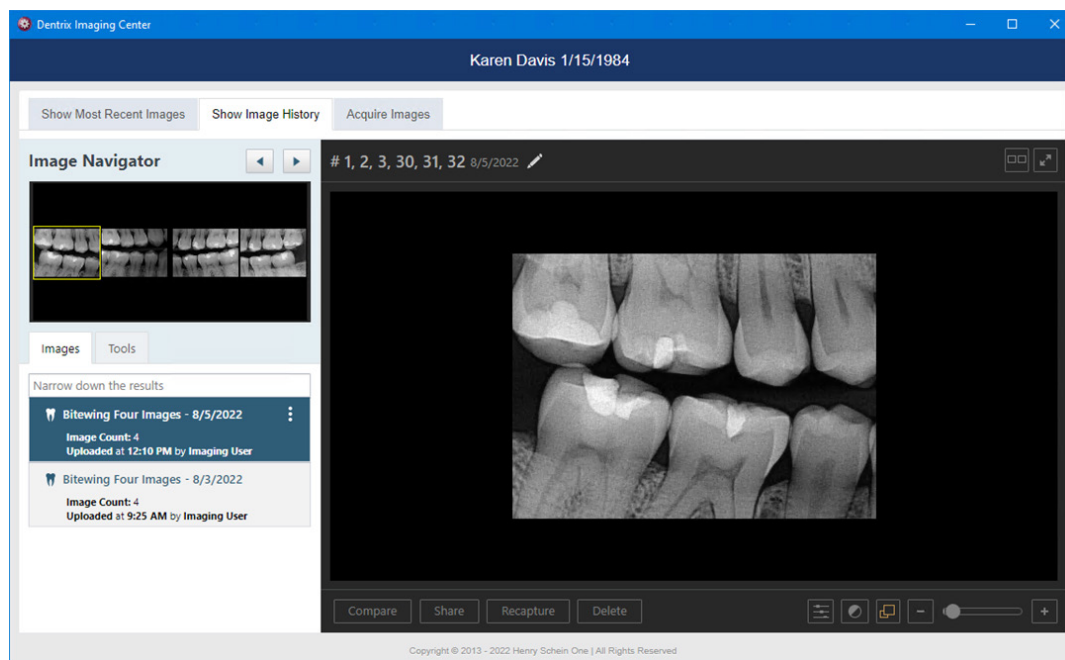 Dentrix Imaging Center
Karen Davis 1/15/1984
Show Most Recent Images Show Image History Acquire Images
Image Navigator
# 1, 2, 3, 30, 31, 32 8/5/2022
Images Tools
Narrow down the results
Bitewing Four Images - 8/5/2022
Image Count: 4
Uploaded at 12:10 PM by Imaging User
Bitewing Four Images - 8/3/2022
Image Count: 4
Uploaded at 9:25 AM by Imaging User
Compare Share Recapture Delete
Copyright © 2013 - 2022 Henry Schein One | All Rights Reserved